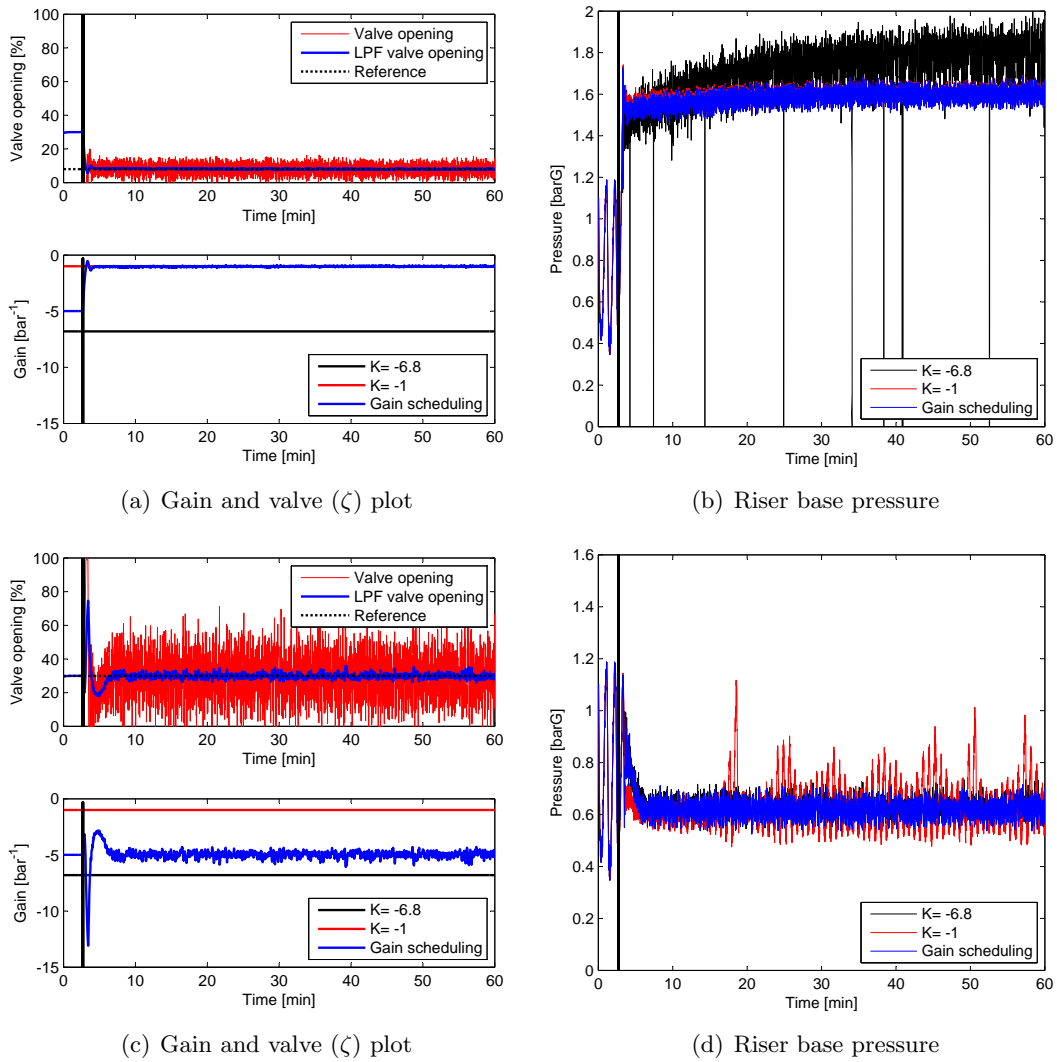 100
80
60
40
20
0
Valve opening [%]
Valve opening
LPF valve opening
Reference
0 10 20 30 40 50 60
Time [min]
0
-5
-10
-15
Gain [bar-1]
K= -6.8
K= -1
Gain scheduling
0 10 20 30 40 50 60
Time [min]
(a) Gain and valve (ζ) plot
2
1.8
1.6
1.4
1.2
1
0.8
0.6
0.4
0.2
0
Pressure [barG]
K= -6.8
K= -1
Gain scheduling
0 10 20 30 40 50 60
Time [min]
(b) Riser base pressure
100
80
60
40
20
0
Valve opening [%]
Valve opening
LPF valve opening
Reference
0 10 20 30 40 50 60
Time [min]
0
-5
-10
-15
Gain [bar-1]
K= -6.8
K= -1
Gain scheduling
0 10 20 30 40 50 60
Time [min]
(c) Gain and valve (ζ) plot
1.6
1.4
1.2
1
0.8
0.6
0.4
0.2
0
Pressure [barG]
K= -6.8
K= -1
Gain scheduling
0 10 20 30 40 50 60
Time [min]
(d) Riser base pressure